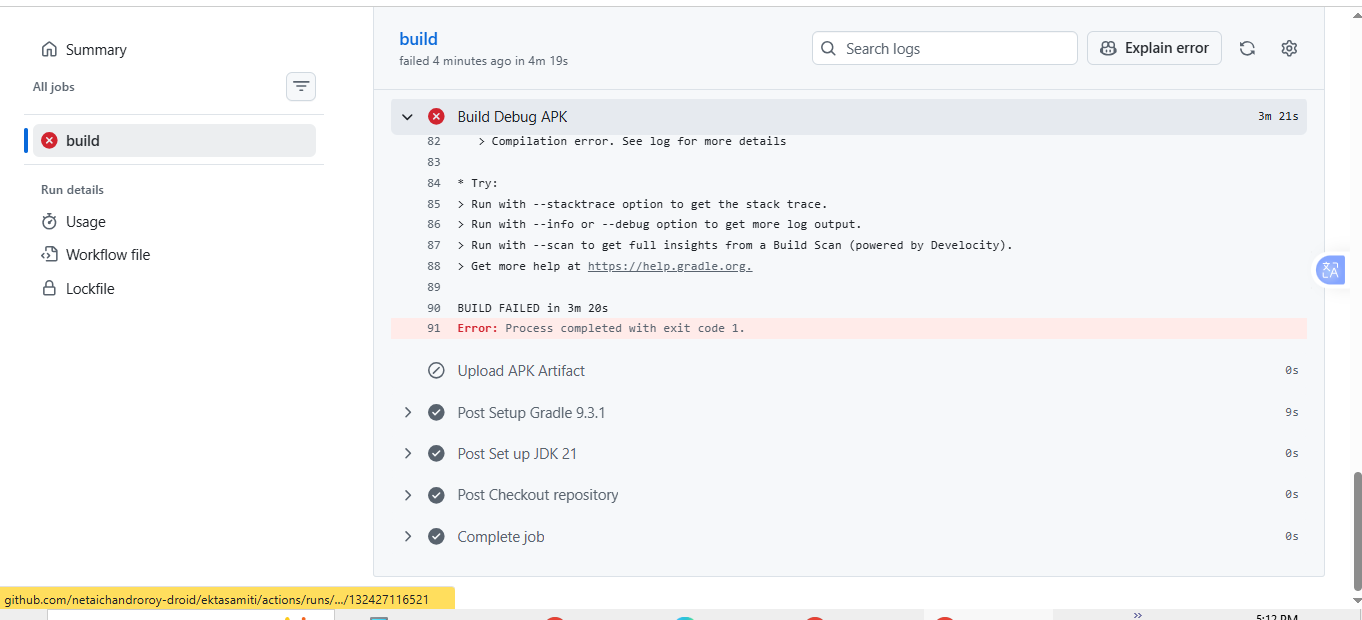 Summary
All jobs
build
Run details
Usage
Workflow file
Lockfile
build
failed 4 minutes ago in 4m 19s
Search logs
Explain error
Build Debug APK
3m 21s
82 > Compilation error. See log for more details
83
84 * Try:
85 > Run with --stacktrace option to get the stack trace.
86 > Run with --info or --debug option to get more log output.
87 > Run with --scan to get full insights from a Build Scan (powered by Develocity).
88 > Get more help at https://help.gradle.org.
89
90 BUILD FAILED in 3m 20s
91 Error: Process completed with exit code 1.
Upload APK Artifact 0s
Post Setup Gradle 9.3.1 9s
Post Set up JDK 21 0s
Post Checkout repository 0s
Complete job 0s
github.com/netaichandroroy-droid/ektasamiti/actions/runs/.../132427116521
5:12 PM